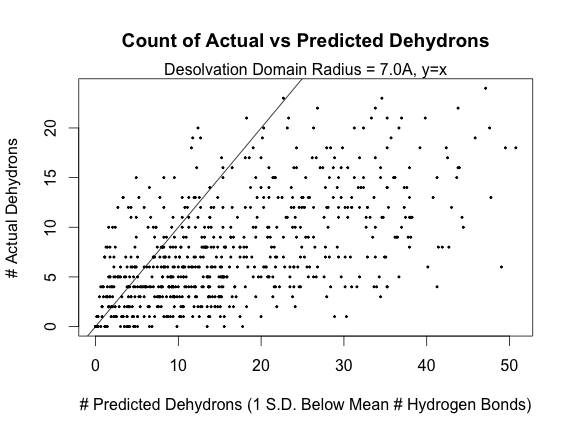 Count of Actual vs Predicted Dehydrons
Desolvation Domain Radius = 7.0A, y=x
# Actual Dehydrons
20
15
10
5
0
0 10 20 30 40 50
# Predicted Dehydrons (1 S.D. Below Mean # Hydrogen Bonds)